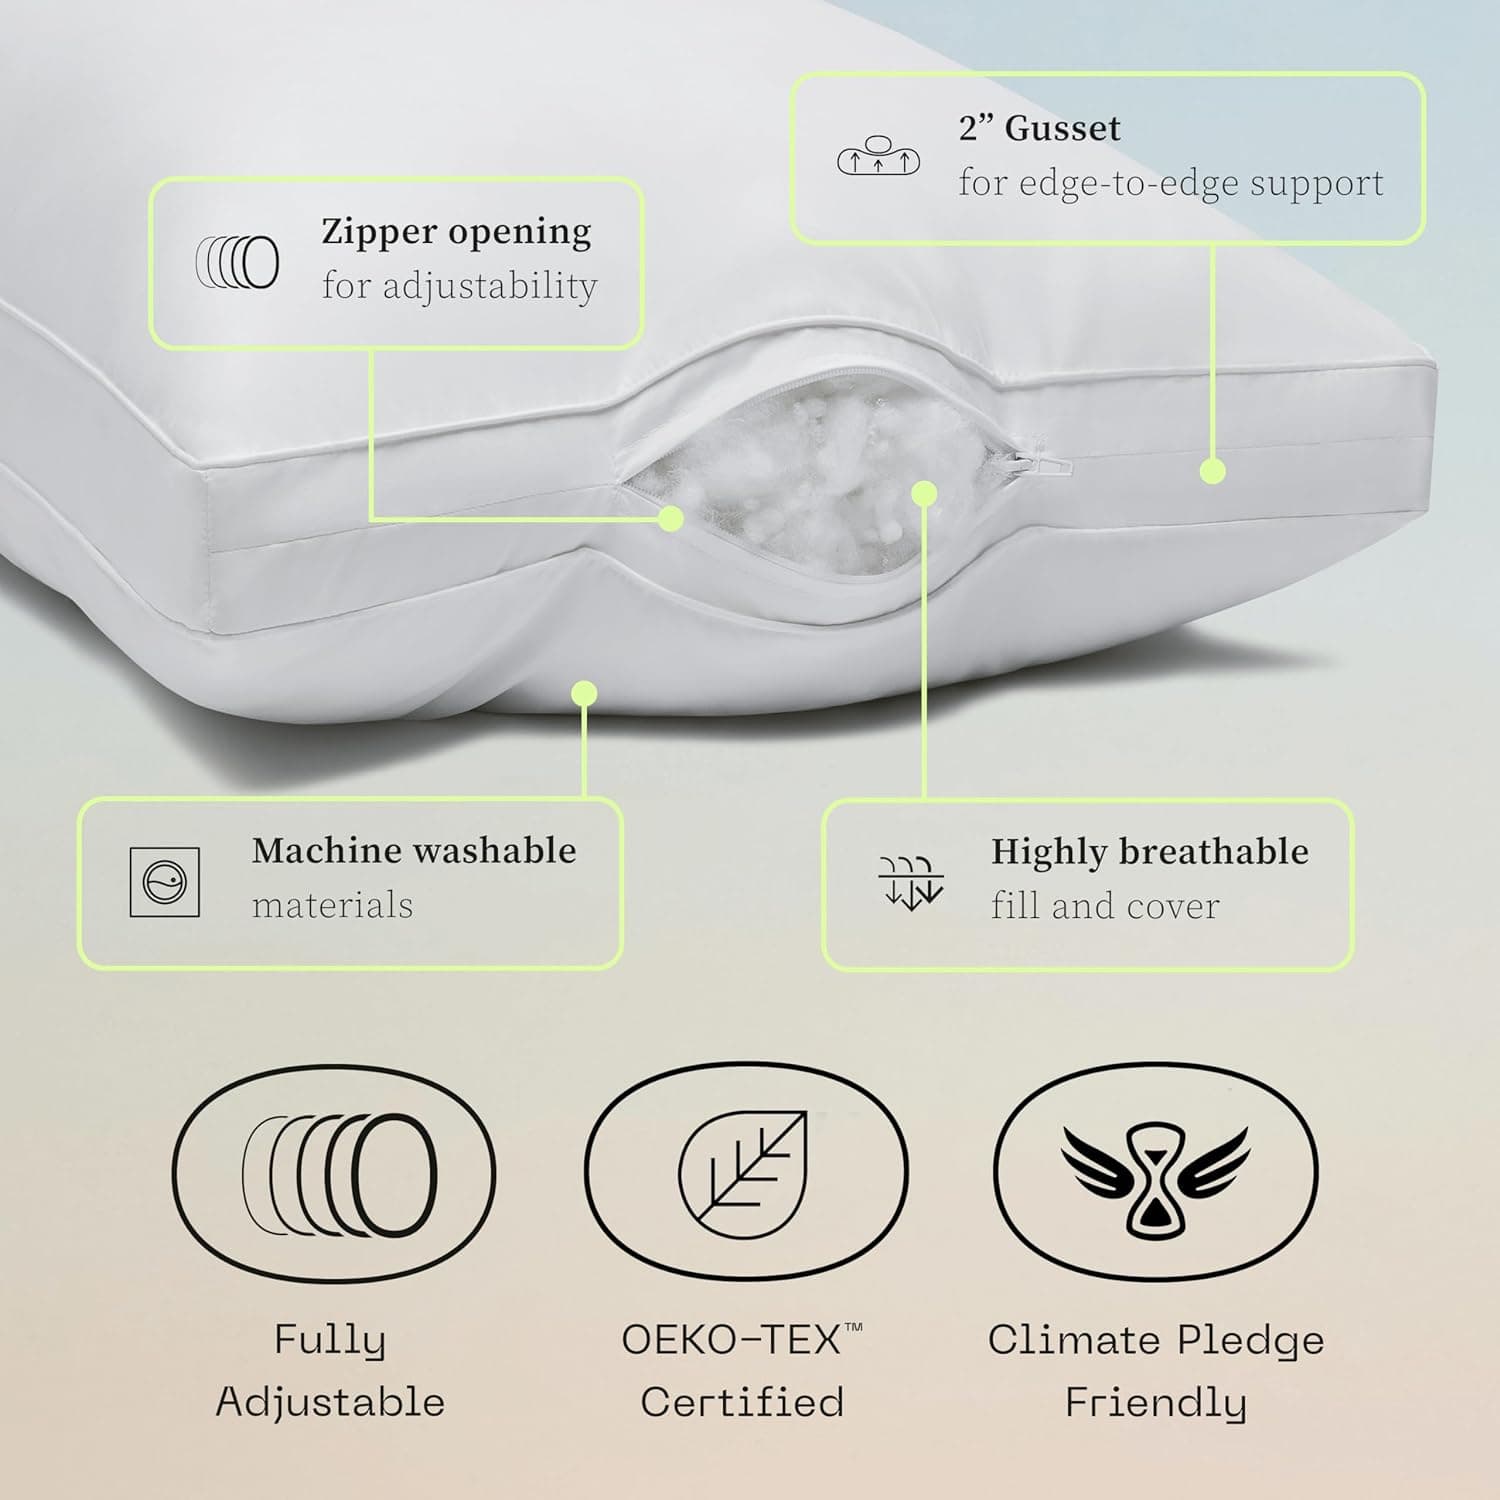 2” Gusset
for edge-to-edge support
Zipper opening
for adjustability
Machine washable
materials
Highly breathable
fill and cover
Fully
Adjustable
OEKO-TEX™
Certified
Climate Pledge
Friendly